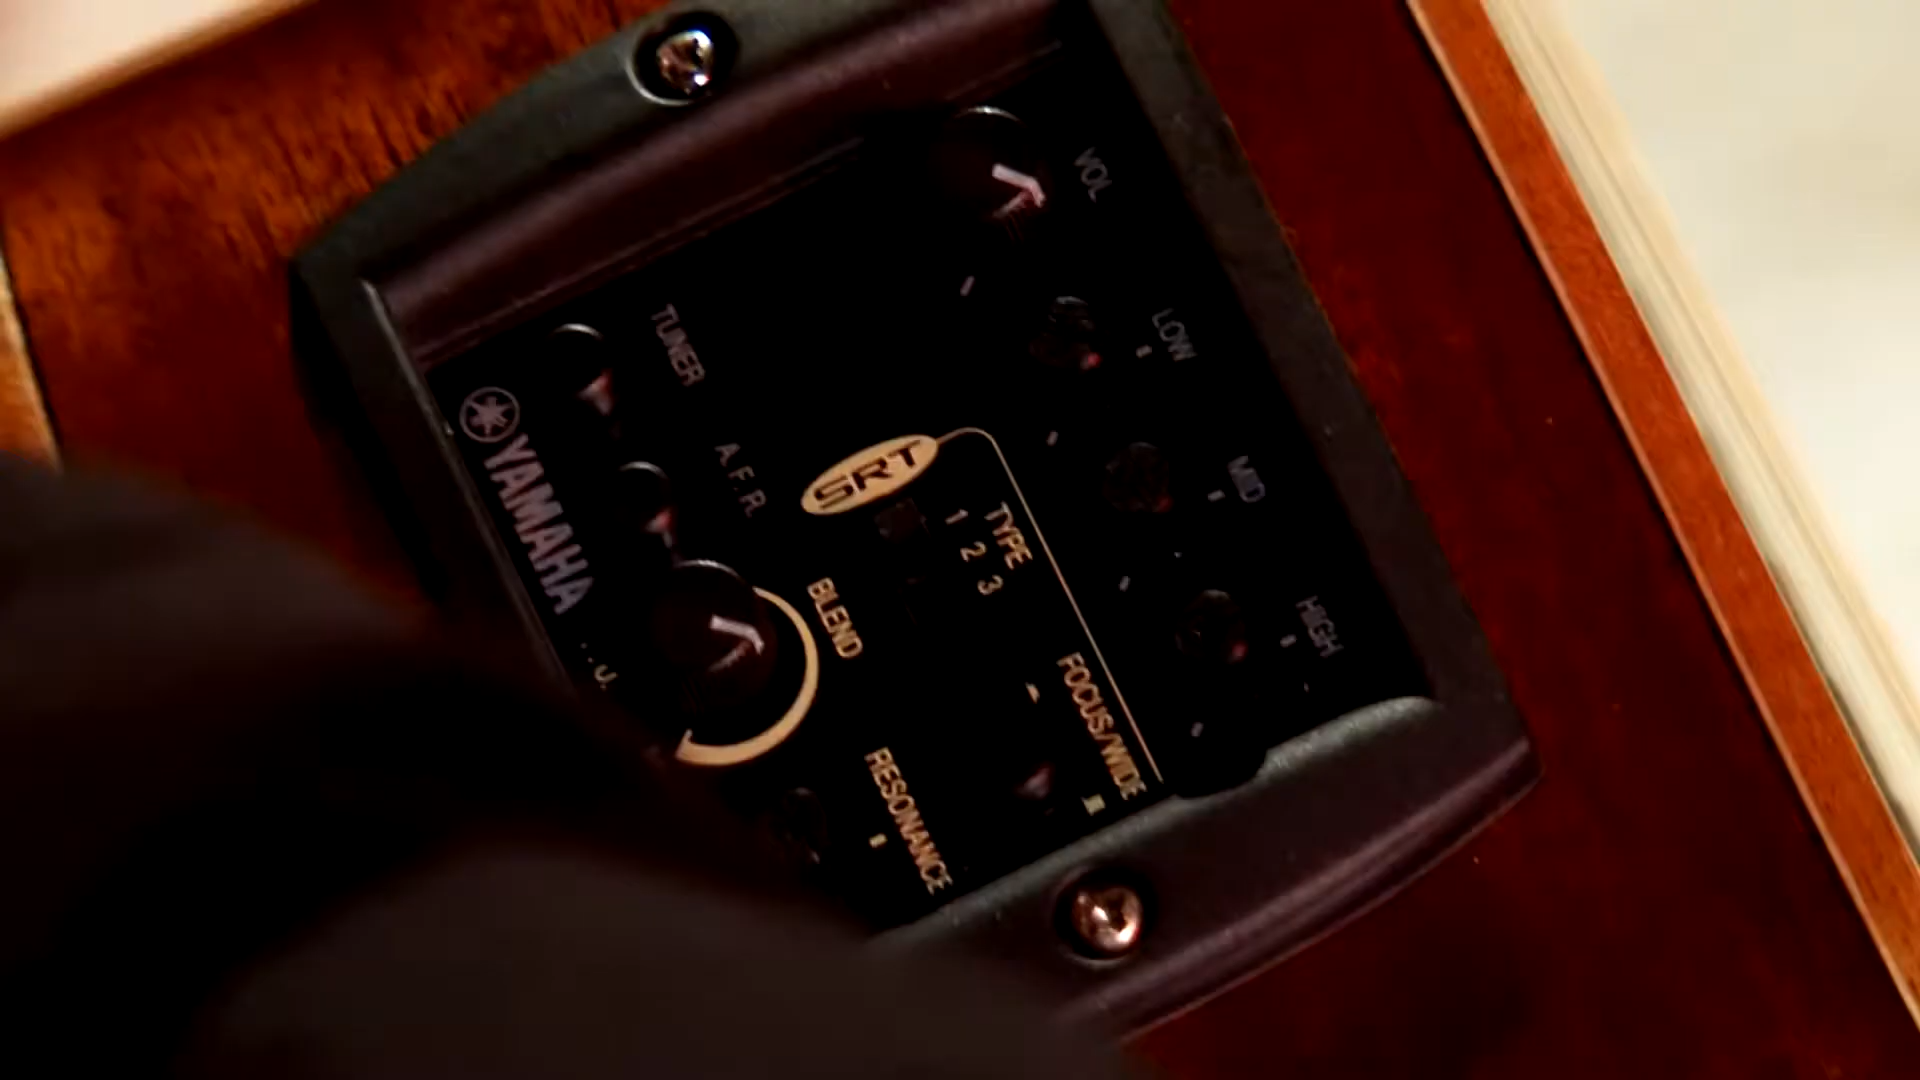 VOL
LOW
MID
HIGH
TUNER
A.F.R.
YAMAHA
SRT
TYPE
1
2
3
BLEND
FOCUS/WIDE
RESONANCE